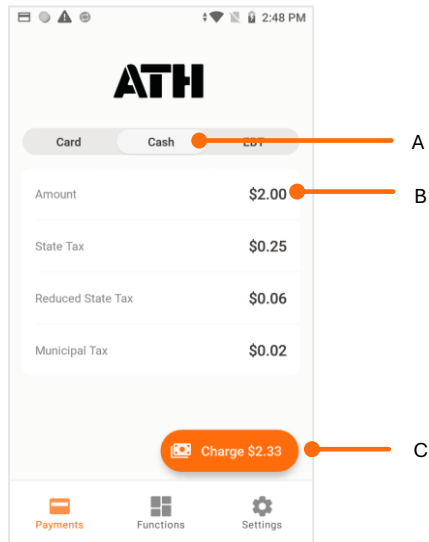 2:48 PM
ATH
Card Cash EBT A
Amount $2.00 B
State Tax $0.25
Reduced State Tax $0.06
Municipal Tax $0.02
Charge $2.33 C
Payments Functions Settings